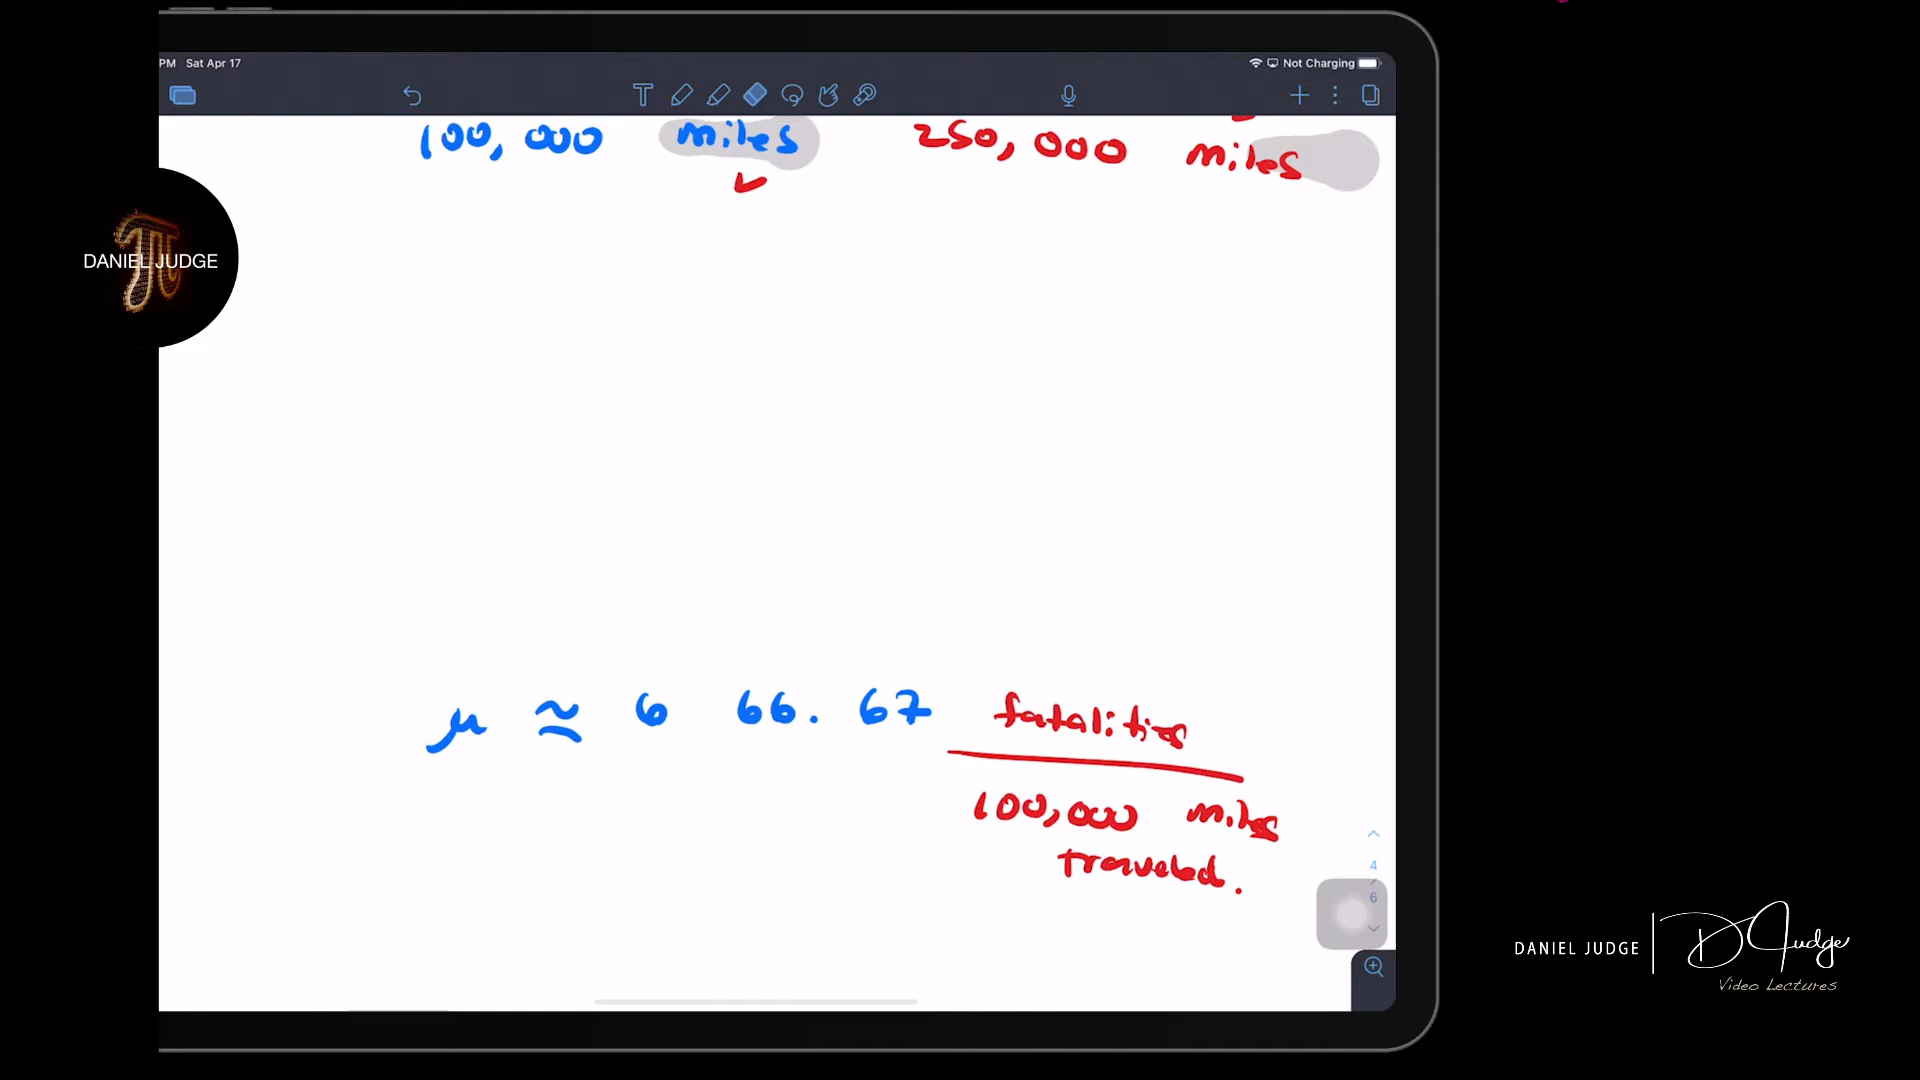 PM Sat Apr 17
Not Charging
100,000 miles 250,000 miles
DANIEL JUDGE
μ ≈ 6 66.67 fatalities
100,000 miles
traveled.
4
6
DANIEL JUDGE
DJudge
Video Lectures